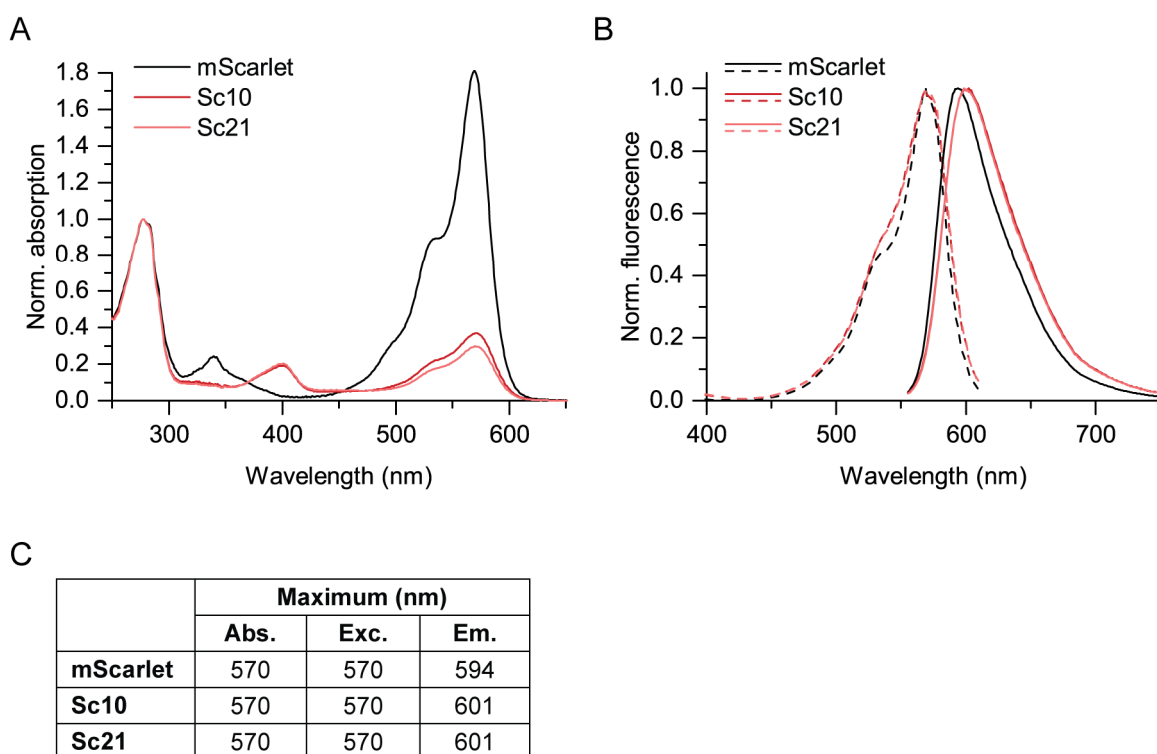 A
mScarlet
Sc10
Sc21
1.8
1.6
1.4
1.2
1.0
0.8
0.6
0.4
0.2
0.0
Norm. absorption
300 400 500 600
Wavelength (nm)
B
mScarlet
Sc10
Sc21
1.0
0.8
0.6
0.4
0.2
0.0
Norm. fluorescence
400 500 600 700
Wavelength (nm)
C
Maximum (nm)
Abs. Exc. Em.
mScarlet 570 570 594
Sc10 570 570 601
Sc21 570 570 601